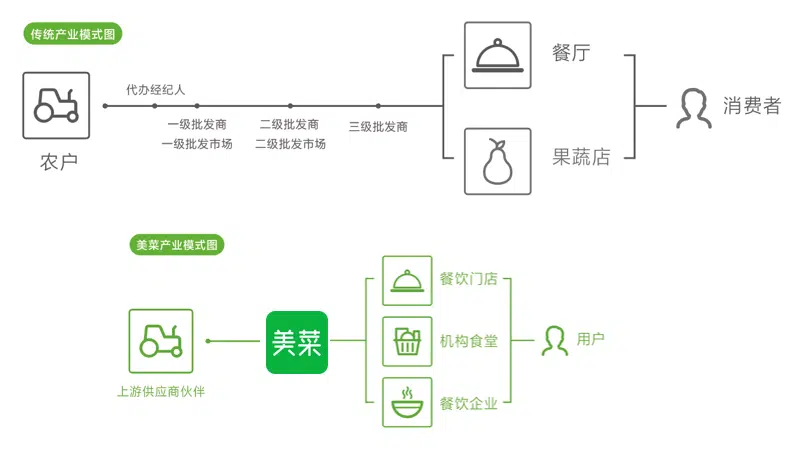 传统产业模式图
农户
代办经纪人
一级批发商
一级批发市场
二级批发商
二级批发市场
三级批发商
餐厅
果蔬店
消费者
美菜产业模式图
上游供应商伙伴
美菜
餐饮门店
机构食堂
餐饮企业
用户